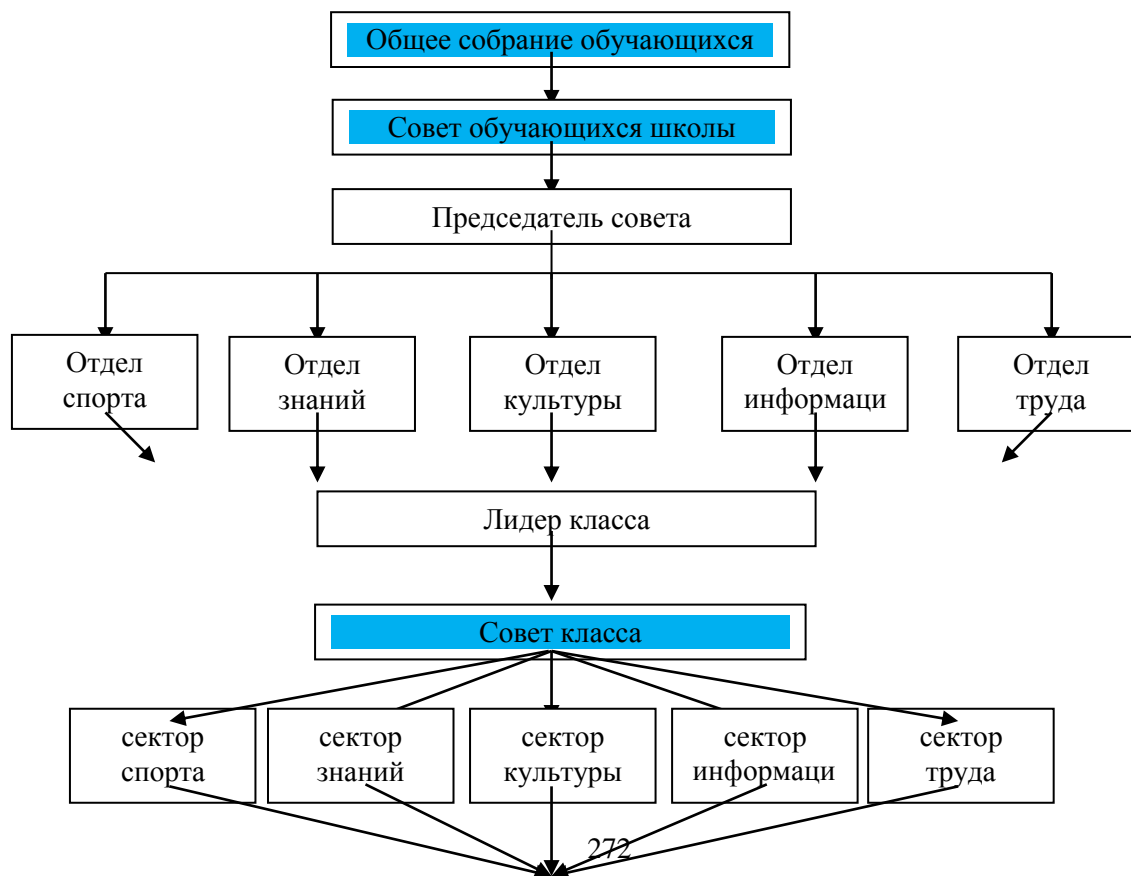 Общее собрание обучающихся
Совет обучающихся школы
Председатель совета
Отдел
спорта
Отдел
знаний
Отдел
культуры
Отдел
информаци
Отдел
труда
Лидер класса
Совет класса
сектор
спорта
сектор
знаний
сектор
культуры
сектор
информаци
сектор
труда
272